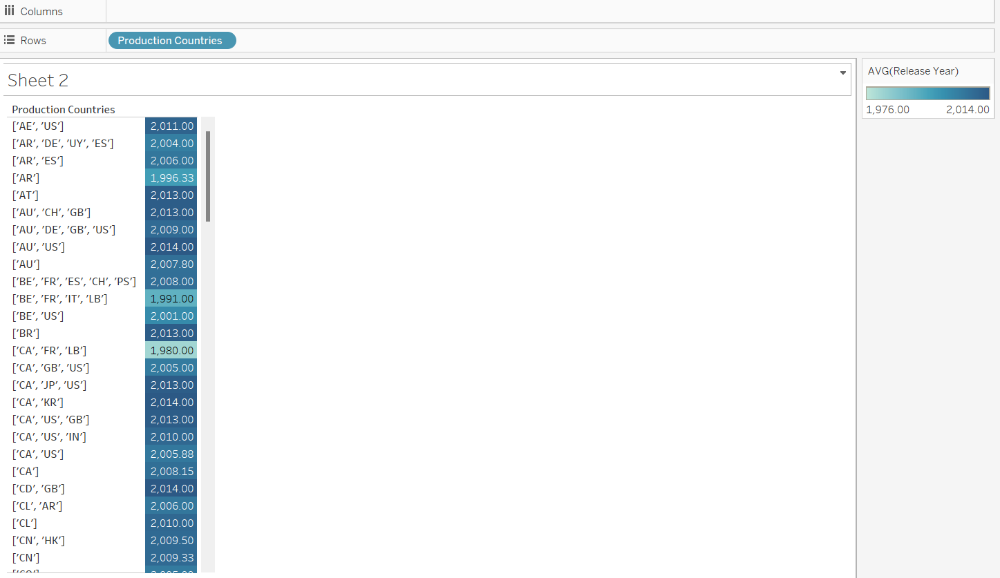 Columns
Rows
Production Countries
Sheet 2
AVG(Release Year)
1,976.00 2,014.00
Production Countries
['AE', 'US'] 2,011.00
['AR', 'DE', 'UY', 'ES'] 2,004.00
['AR', 'ES'] 2,006.00
['AR'] 1,996.33
['AT'] 2,013.00
['AU', 'CH', 'GB'] 2,013.00
['AU', 'DE', 'GB', 'US'] 2,009.00
['AU', 'US'] 2,014.00
['AU'] 2,007.80
['BE', 'FR', 'ES', 'CH', 'PS'] 2,008.00
['BE', 'FR', 'IT', 'LB'] 1,991.00
['BE', 'US'] 2,001.00
['BR'] 2,013.00
['CA', 'FR', 'LB'] 1,980.00
['CA', 'GB', 'US'] 2,005.00
['CA', 'JP', 'US'] 2,013.00
['CA', 'KR'] 2,014.00
['CA', 'US', 'GB'] 2,013.00
['CA', 'US', 'IN'] 2,010.00
['CA', 'US'] 2,005.88
['CA'] 2,008.15
['CD', 'GB'] 2,014.00
['CL', 'AR'] 2,006.00
['CL'] 2,010.00
['CN', 'HK'] 2,009.50
['CN'] 2,009.33